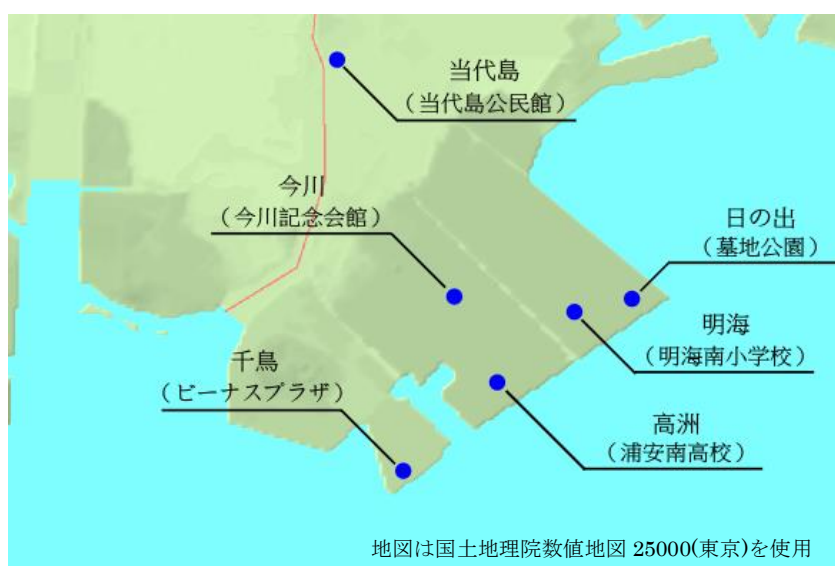 当代島
（当代島公民館）
今川
（今川記念会館）
日の出
（墓地公園）
明海
（明海南小学校）
千鳥
（ビーナスプラザ）
高洲
（浦安南高校）
地図は国土地理院数値地図 25000(東京)を使用